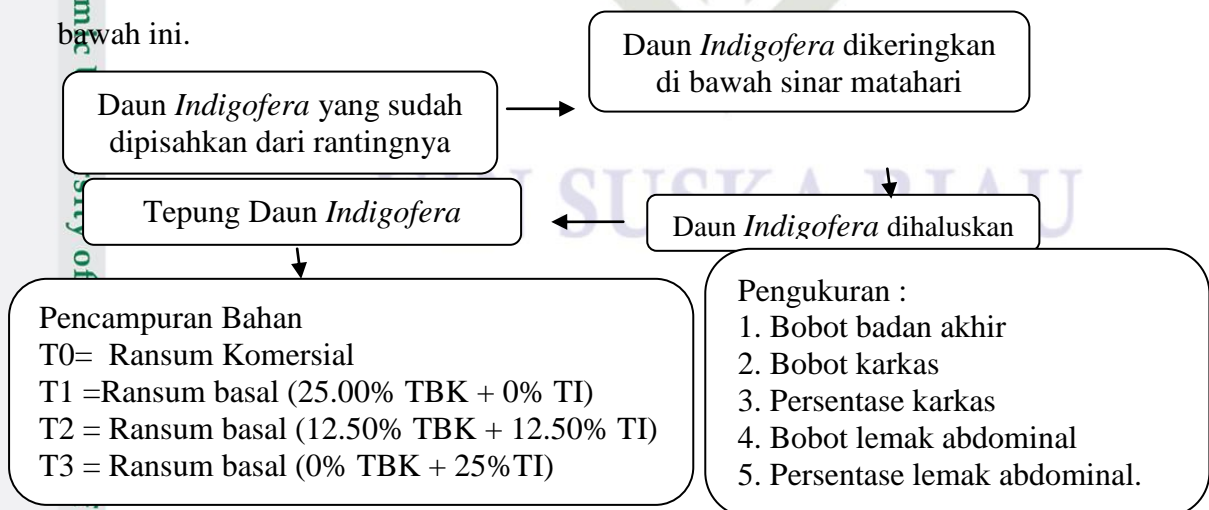 bawah ini.
Daun Indigofera yang sudah
dipisahkan dari rantingnya
Daun Indigofera dikeringkan
di bawah sinar matahari
SUSKA RIAU
Daun Indigofera dihaluskan
Tepung Daun Indigofera
Pencampuran Bahan
T0= Ransum Komersial
T1 =Ransum basal (25.00% TBK + 0% TI)
T2 = Ransum basal (12.50% TBK + 12.50% TI)
T3 = Ransum basal (0% TBK + 25%TI)
Pengukuran :
1. Bobot badan akhir
2. Bobot karkas
3. Persentase karkas
4. Bobot lemak abdominal
5. Persentase lemak abdominal.